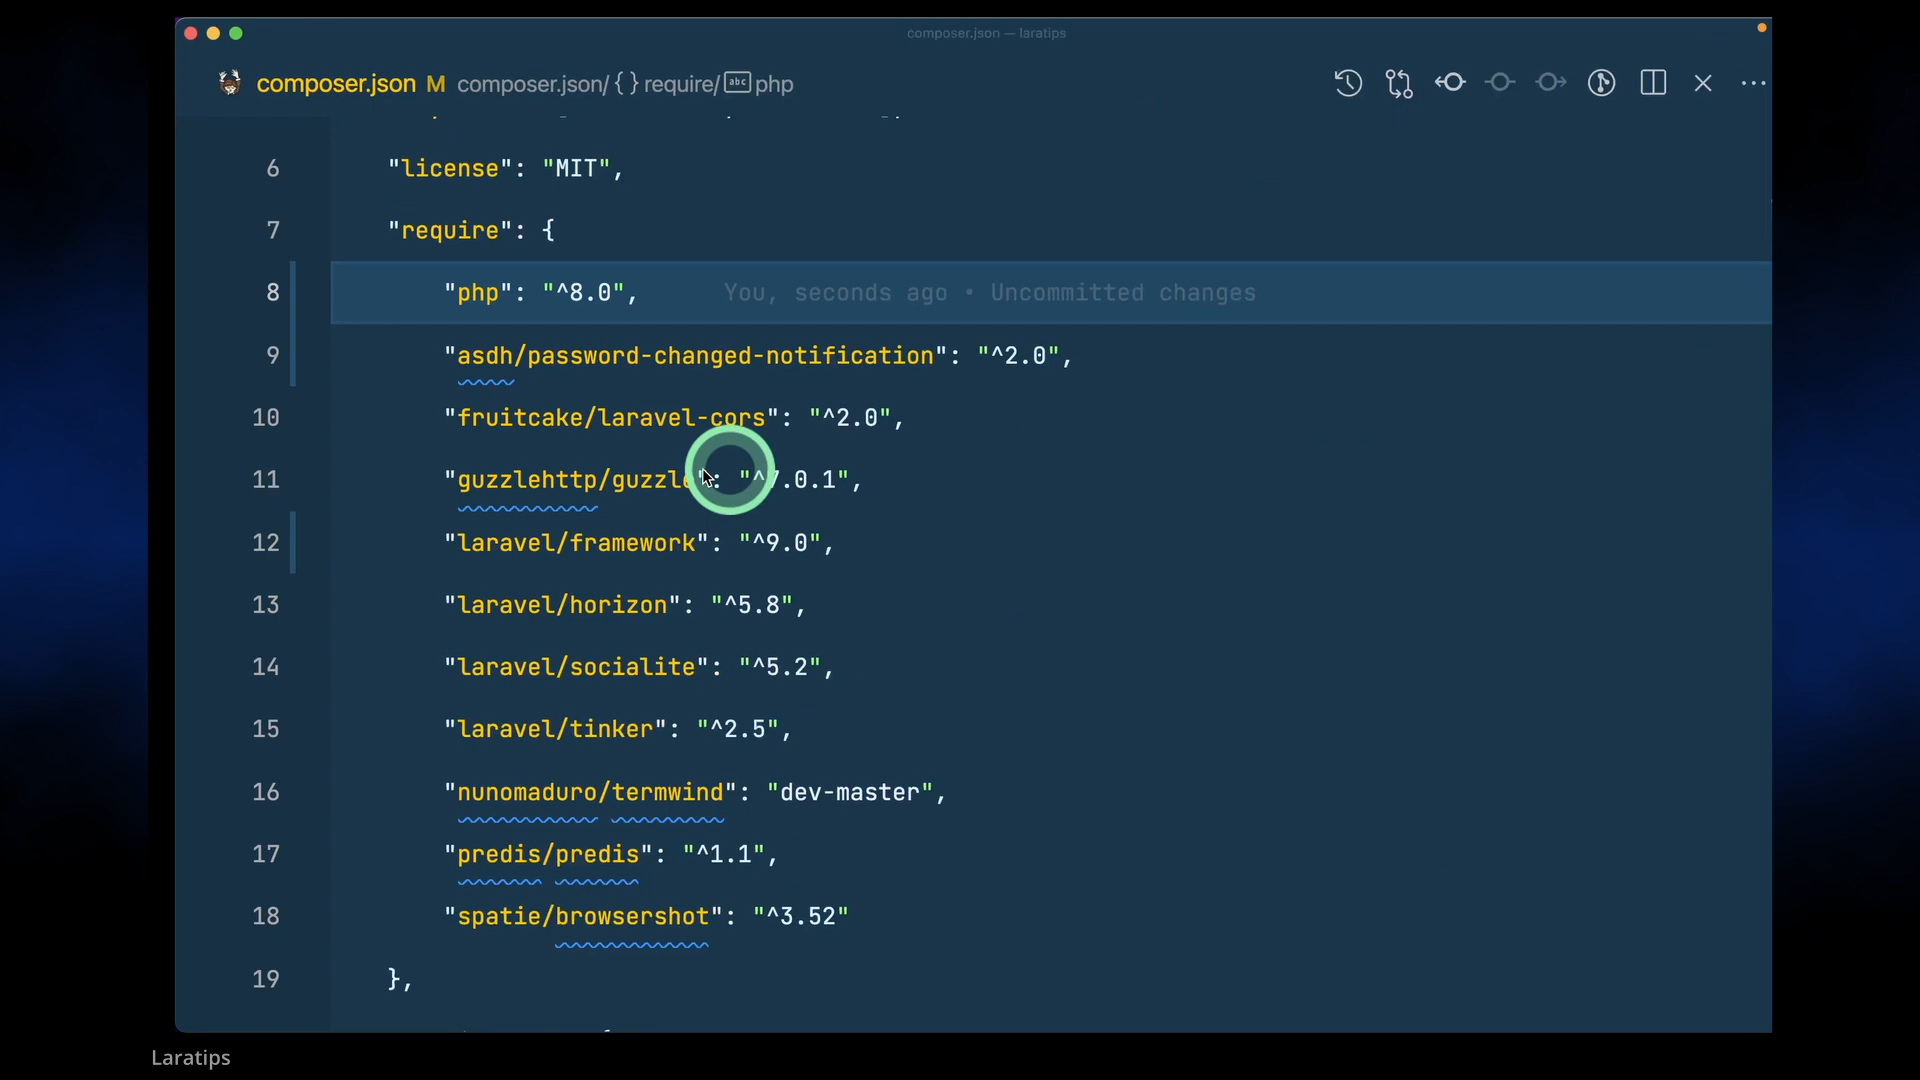 composer.json — laratips
composer.json M composer.json/ { } require/ abc php
6 "license": "MIT",
7 "require": {
8 "php": "^8.0", You, seconds ago • Uncommitted changes
9 "asdh/password-changed-notification": "^2.0",
10 "fruitcake/laravel-cors": "^2.0",
11 "guzzlehttp/guzzle": "^7.0.1",
12 "laravel/framework": "^9.0",
13 "laravel/horizon": "^5.8",
14 "laravel/socialite": "^5.2",
15 "laravel/tinker": "^2.5",
16 "nunomaduro/termwind": "dev-master",
17 "predis/predis": "^1.1",
18 "spatie/browsershot": "^3.52"
19 },
Laratips